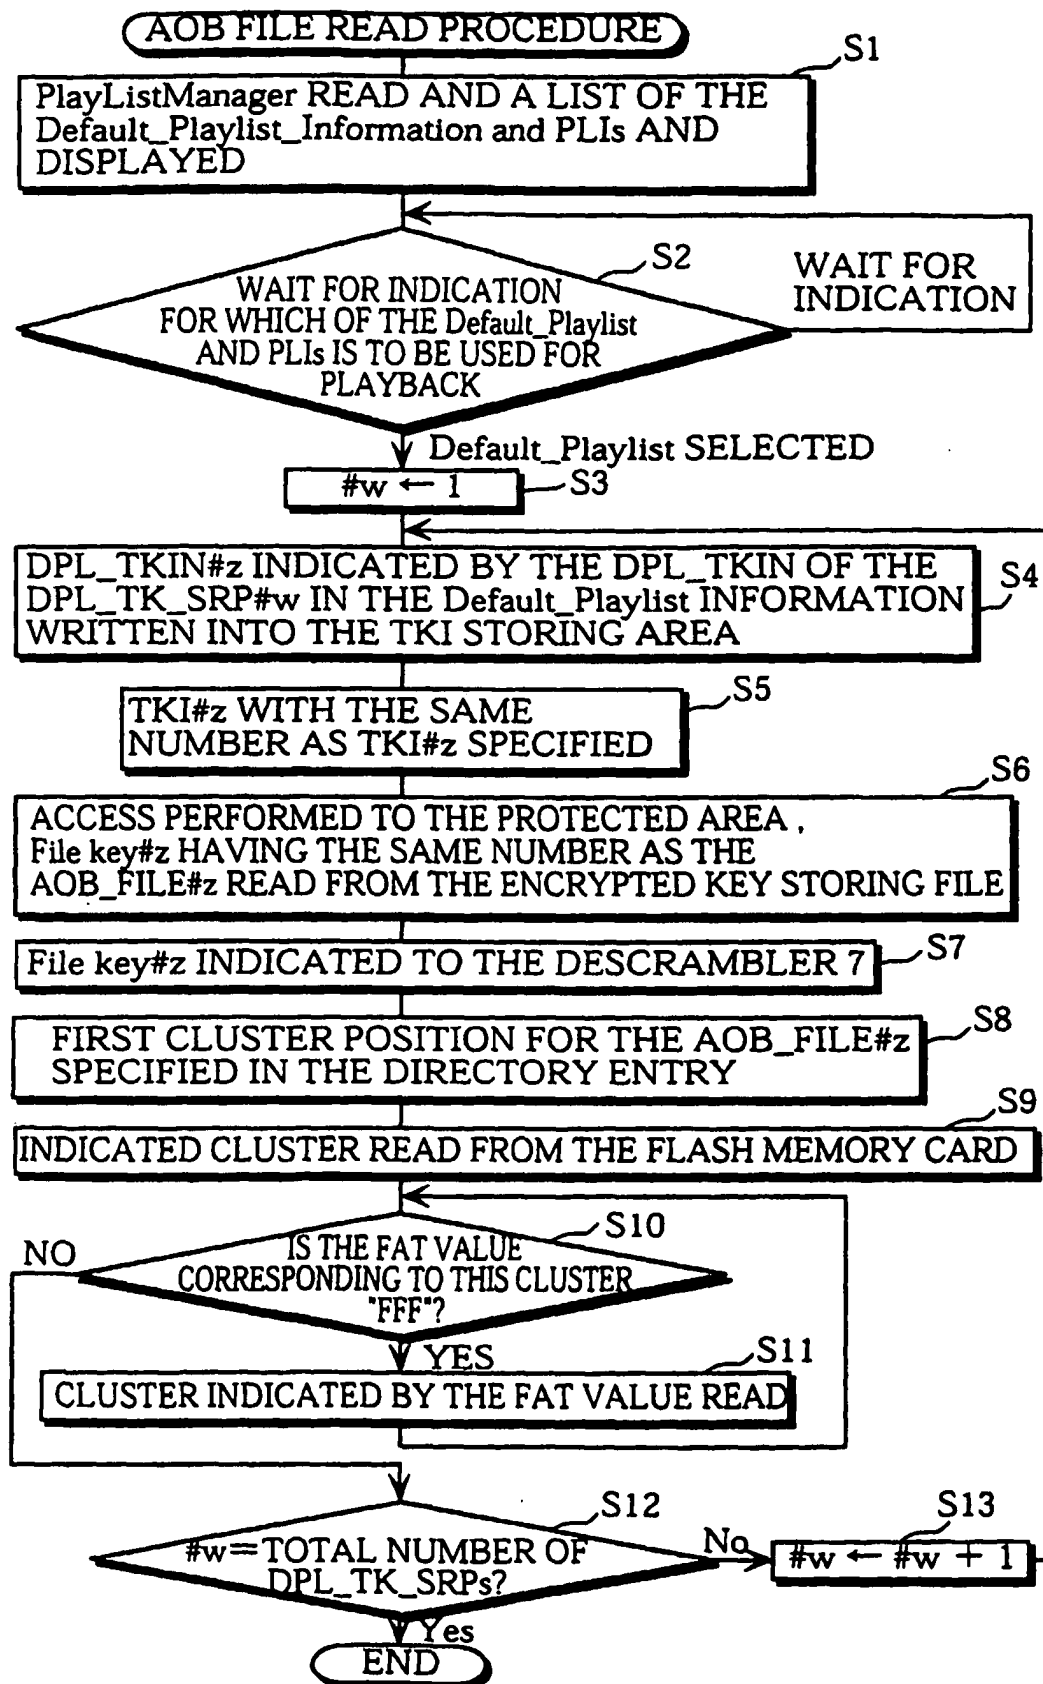 AOB FILE READ PROCEDURE
S1
PlayListManager READ AND A LIST OF THE
Default_Playlist_Information and PLIs AND
DISPLAYED
S2
WAIT FOR INDICATION
FOR WHICH OF THE Default_Playlist
AND PLIs IS TO BE USED FOR
PLAYBACK
WAIT FOR
INDICATION
Default_Playlist SELECTED
#w ← 1
S3
DPL_TKIN#z INDICATED BY THE DPL_TKIN OF THE
DPL_TK_SRP#w IN THE Default_Playlist INFORMATION
WRITTEN INTO THE TKI STORING AREA
S4
S5
TKI#z WITH THE SAME
NUMBER AS TKI#z SPECIFIED
S6
ACCESS PERFORMED TO THE PROTECTED AREA ,
File key#z HAVING THE SAME NUMBER AS THE
AOB_FILE#z READ FROM THE ENCRYPTED KEY STORING FILE
File key#z INDICATED TO THE DESCRAMBLER 7
S7
FIRST CLUSTER POSITION FOR THE AOB_FILE#z
SPECIFIED IN THE DIRECTORY ENTRY
S8
S9
INDICATED CLUSTER READ FROM THE FLASH MEMORY CARD
S10
NO
IS THE FAT VALUE
CORRESPONDING TO THIS CLUSTER
"FFF"?
YES
S11
CLUSTER INDICATED BY THE FAT VALUE READ
S12
#w=TOTAL NUMBER OF
DPL_TK_SRPs?
No
S13
#w ← #w + 1
Yes
END